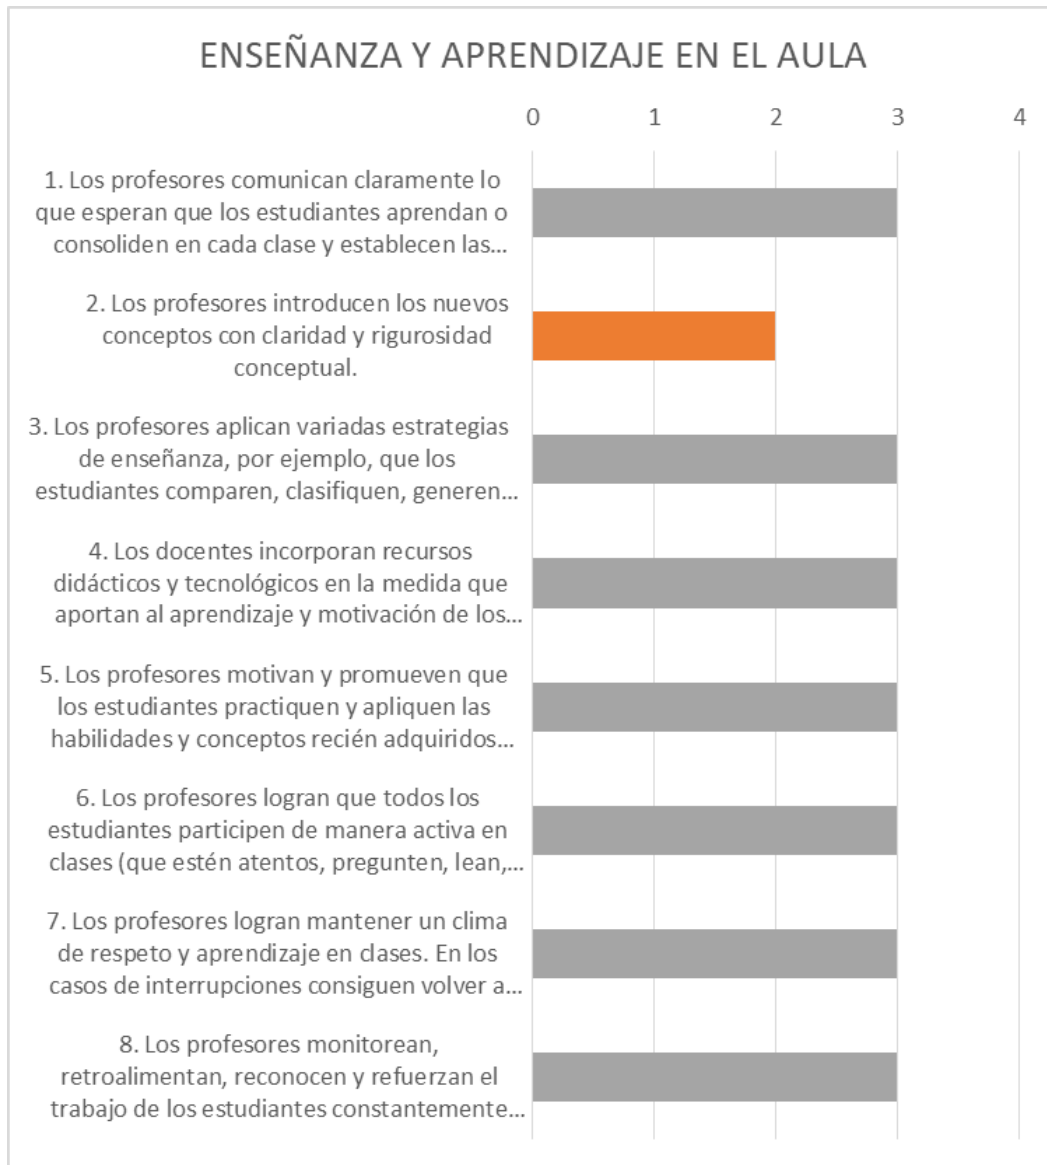 ENSEÑANZA Y APRENDIZAJE EN EL AULA
0 1 2 3 4
1. Los profesores comunican claramente lo
que esperan que los estudiantes aprendan o
consoliden en cada clase y establecen las...
2. Los profesores introducen los nuevos
conceptos con claridad y rigurosidad
conceptual.
3. Los profesores aplican variadas estrategias
de enseñanza, por ejemplo, que los
estudiantes comparen, clasifiquen, generen...
4. Los docentes incorporan recursos
didácticos y tecnológicos en la medida que
aportan al aprendizaje y motivación de los...
5. Los profesores motivan y promueven que
los estudiantes practiquen y apliquen las
habilidades y conceptos recién adquiridos...
6. Los profesores logran que todos los
estudiantes participen de manera activa en
clases (que estén atentos, pregunten, lean,...
7. Los profesores logran mantener un clima
de respeto y aprendizaje en clases. En los
casos de interrupciones consiguen volver a...
8. Los profesores monitorean,
retroalimentan, reconocen y refuerzan el
trabajo de los estudiantes constantemente...